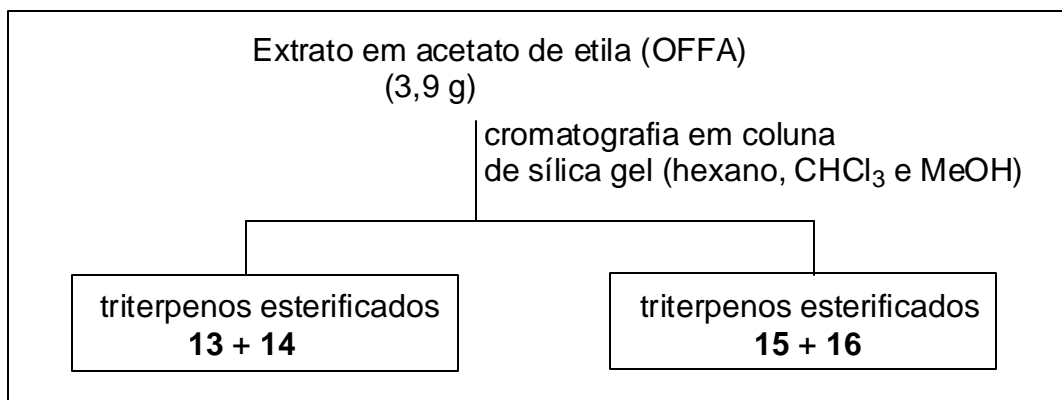 Extrato em acetato de etila (OFFA)
(3,9 g)
cromatografia em coluna
de sílica gel (hexano, CHCl₃ e MeOH)
triterpenos esterificados
13 + 14
triterpenos esterificados
15 + 16